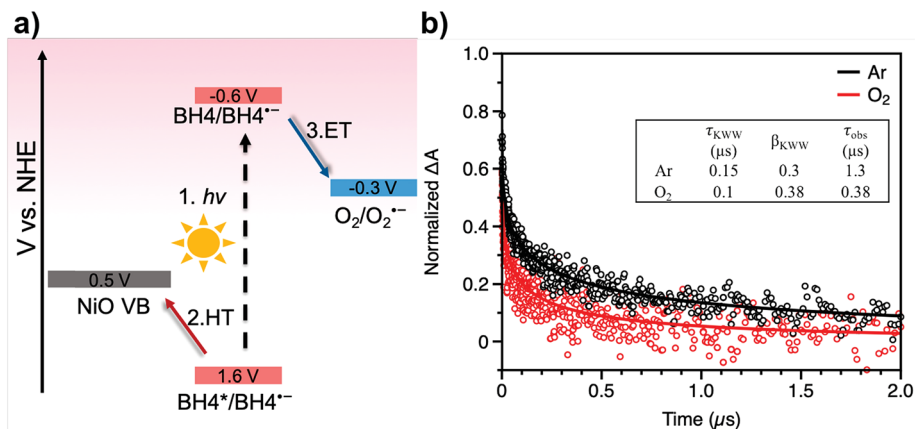 a)
V vs. NHE
-0.6 V
BH4/BH4•−
3.ET
-0.3 V
O₂/O₂•−
1. hv
0.5 V
NiO VB
2.HT
1.6 V
BH4*/BH4•−
b)
1.0
0.8
0.6
0.4
0.2
0
Normalized ΔA
Ar
O₂
τKWW (μs) βKWW τobs (μs)
Ar 0.15 0.3 1.3
O₂ 0.1 0.38 0.38
0 0.5 1.0 1.5 2.0
Time (μs)